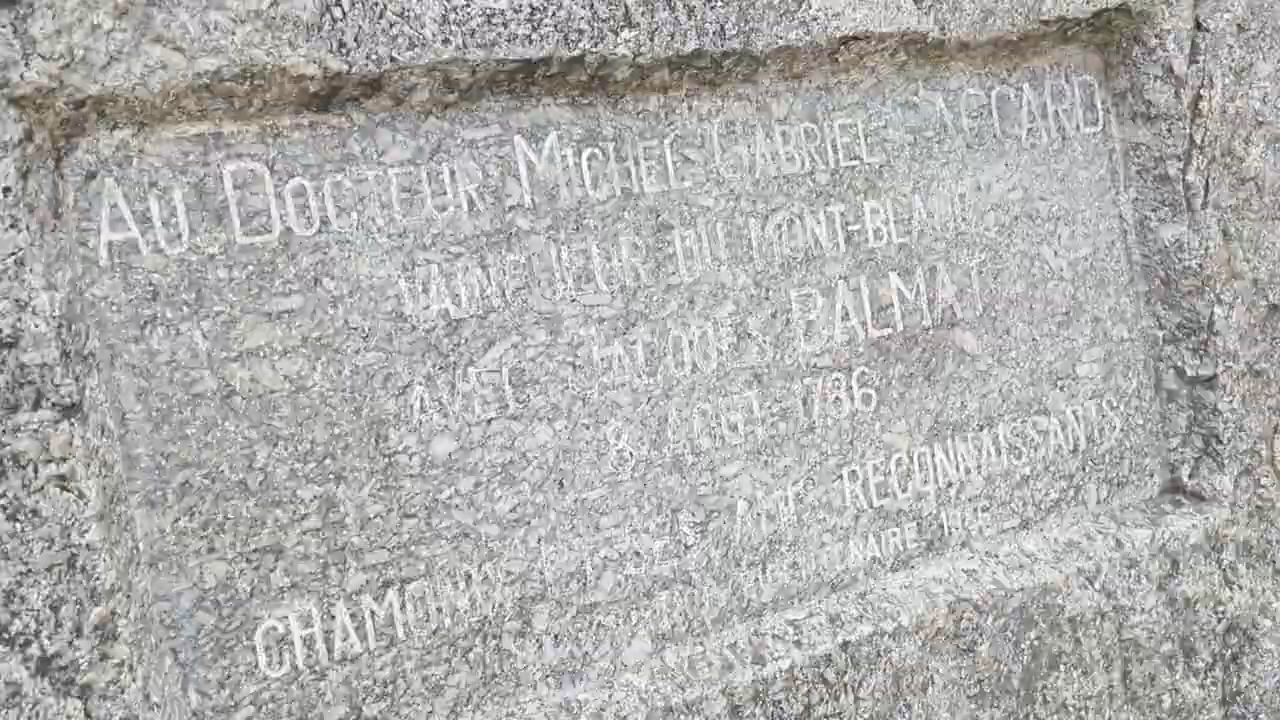 AU DOCTEUR MICHEL GABRIEL PACCARD
VAINQUEUR DU MONT-BLANC
AVEC JACQUES BALMAT
8 AOUT 1786
CHAMONIX RECONNAISSANTS